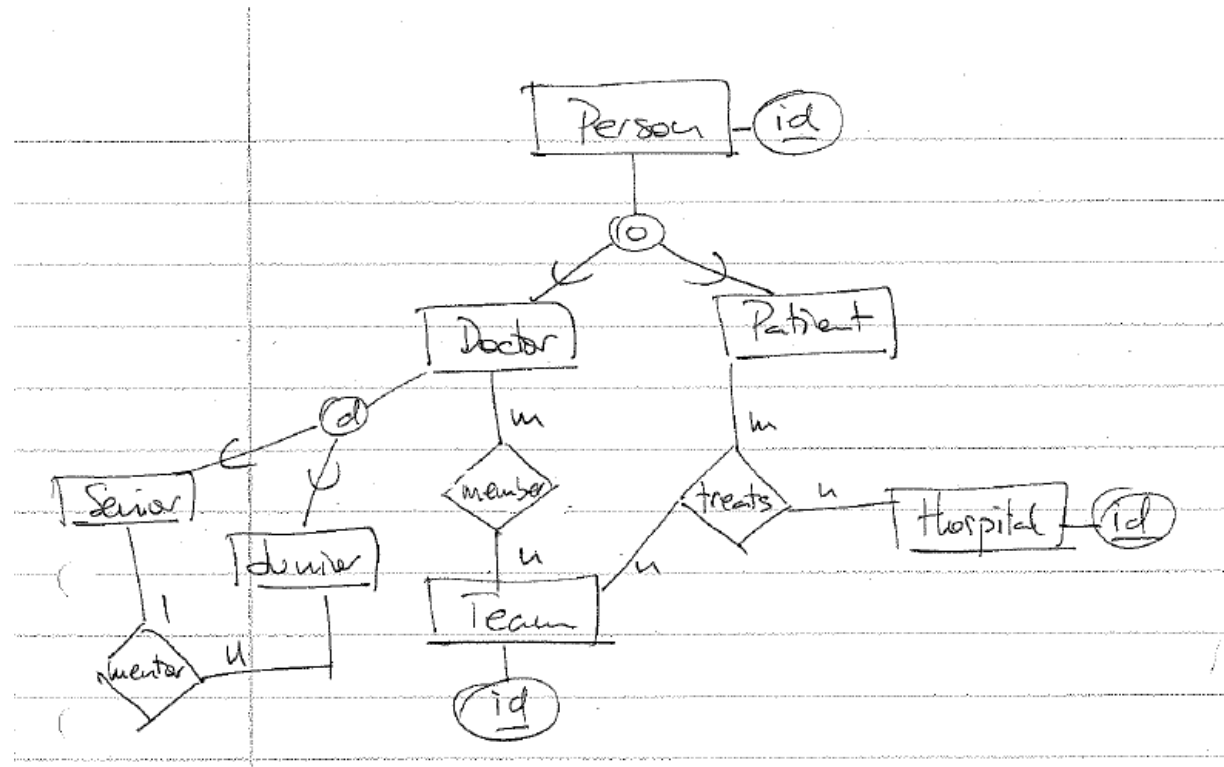 Person
id
o
Doctor
Patient
d
m
m
Senior
member
treats
n
Hospital
id
Junior
n
n
Team
1
mentor
n
id